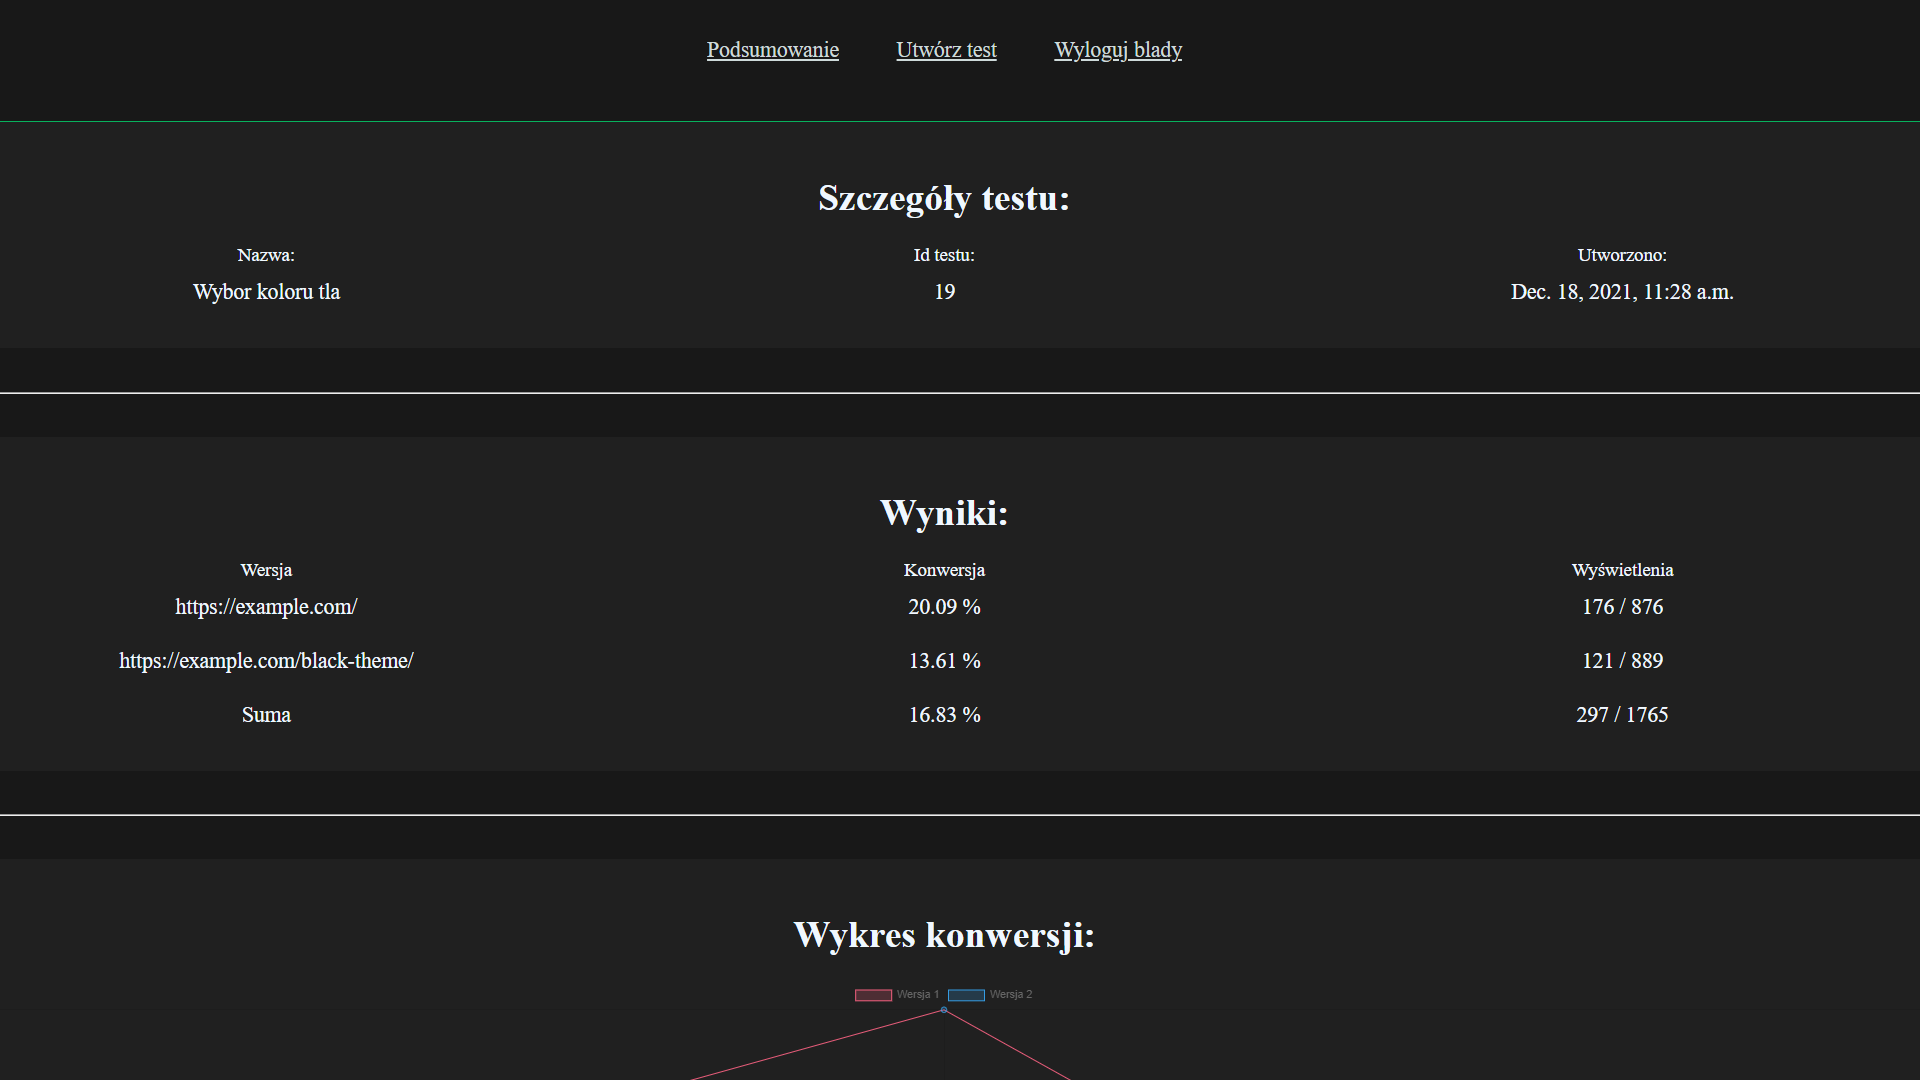 Podsumowanie Utwórz test Wyloguj blady
Szczegóły testu:
Nazwa: Id testu: Utworzono:
Wybor koloru tla 19 Dec. 18, 2021, 11:28 a.m.
Wyniki:
Wersja Konwersja Wyświetlenia
https://example.com/ 20.09 % 176 / 876
https://example.com/black-theme/ 13.61 % 121 / 889
Suma 16.83 % 297 / 1765
Wykres konwersji:
Wersja 1 Wersja 2